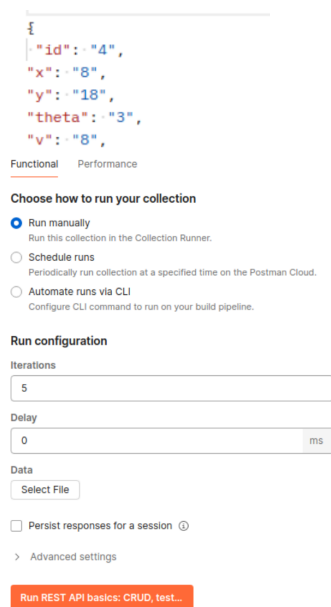 {
"id": "4",
"x": "8",
"y": "18",
"theta": "3",
"v": "8",
Functional Performance
Choose how to run your collection
Run manually
Run this collection in the Collection Runner.
Schedule runs
Periodically run collection at a specified time on the Postman Cloud.
Automate runs via CLI
Configure CLI command to run on your build pipeline.
Run configuration
Iterations
5
Delay
0 ms
Data
Select File
Persist responses for a session
Advanced settings
Run REST API basics: CRUD, test...